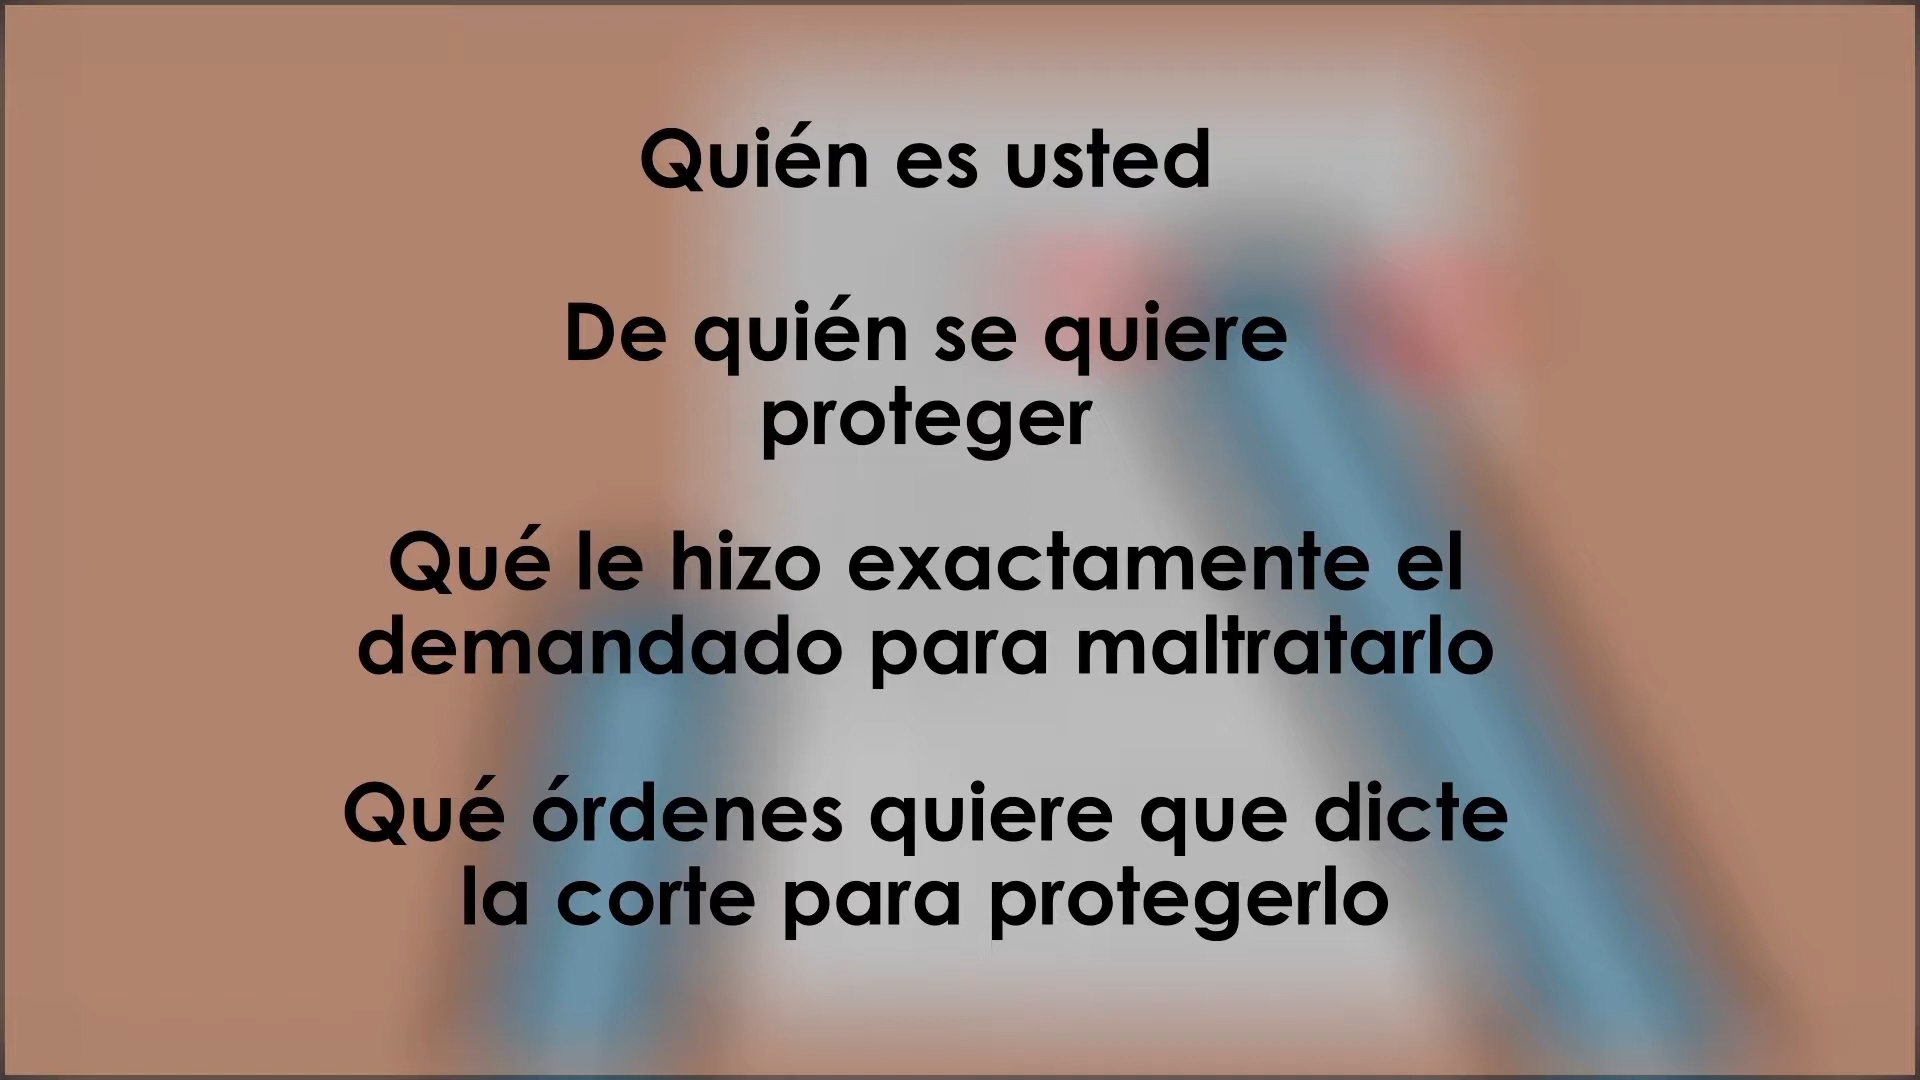 Quién es usted
De quién se quiere
proteger
Qué le hizo exactamente el
demandado para maltratarlo
Qué órdenes quiere que dicte
la corte para protegerlo